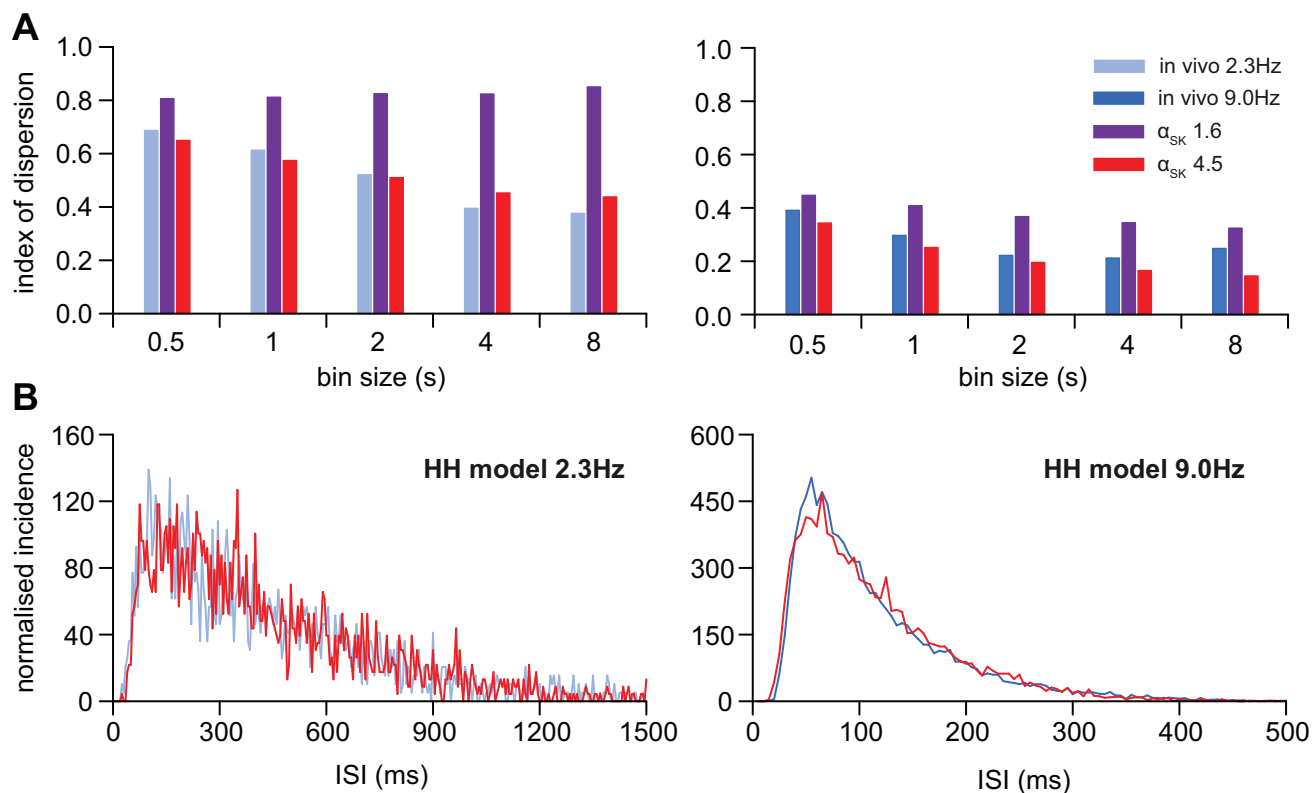 A
index of dispersion
1.0
0.8
0.6
0.4
0.2
0.0
0.5 1 2 4 8
bin size (s)
1.0
0.8
0.6
0.4
0.2
0.0
0.5 1 2 4 8
bin size (s)
in vivo 2.3Hz
in vivo 9.0Hz
αSK 1.6
αSK 4.5
B
normalised incidence
160
120
80
40
0
HH model 2.3Hz
0 300 600 900 1200 1500
ISI (ms)
600
450
300
150
0
HH model 9.0Hz
0 100 200 300 400 500
ISI (ms)